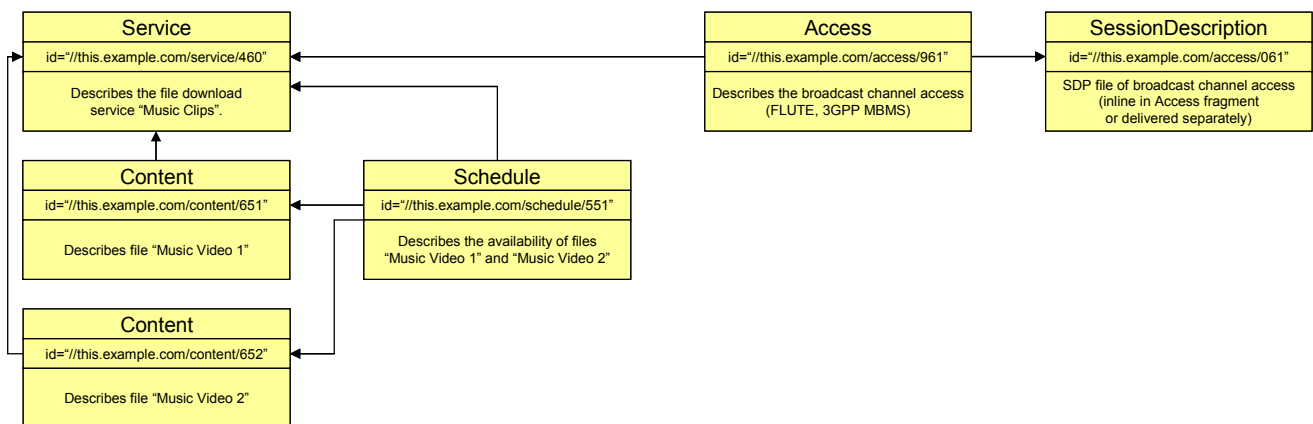 Service
id=“//this.example.com/service/460”
Describes the file download
service “Music Clips”.
Access
id=“//this.example.com/access/961”
Describes the broadcast channel access
(FLUTE, 3GPP MBMS)
SessionDescription
id=“//this.example.com/access/061”
SDP file of broadcast channel access
(inline in Access fragment
or delivered separately)
Content
id=“//this.example.com/content/651”
Describes file “Music Video 1”
Schedule
id=“//this.example.com/schedule/551”
Describes the availability of files
“Music Video 1” and “Music Video 2”
Content
id=“//this.example.com/content/652”
Describes file “Music Video 2”